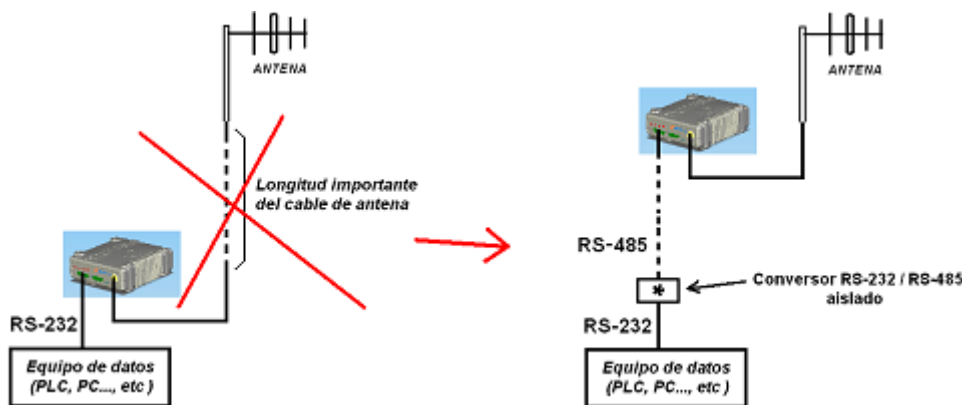 ANTENA
Longitud importante
del cable de antena
RS-232
Equipo de datos
(PLC, PC..., etc )
ANTENA
RS-485
Conversor RS-232 / RS-485
aislado
*
RS-232
Equipo de datos
(PLC, PC..., etc )